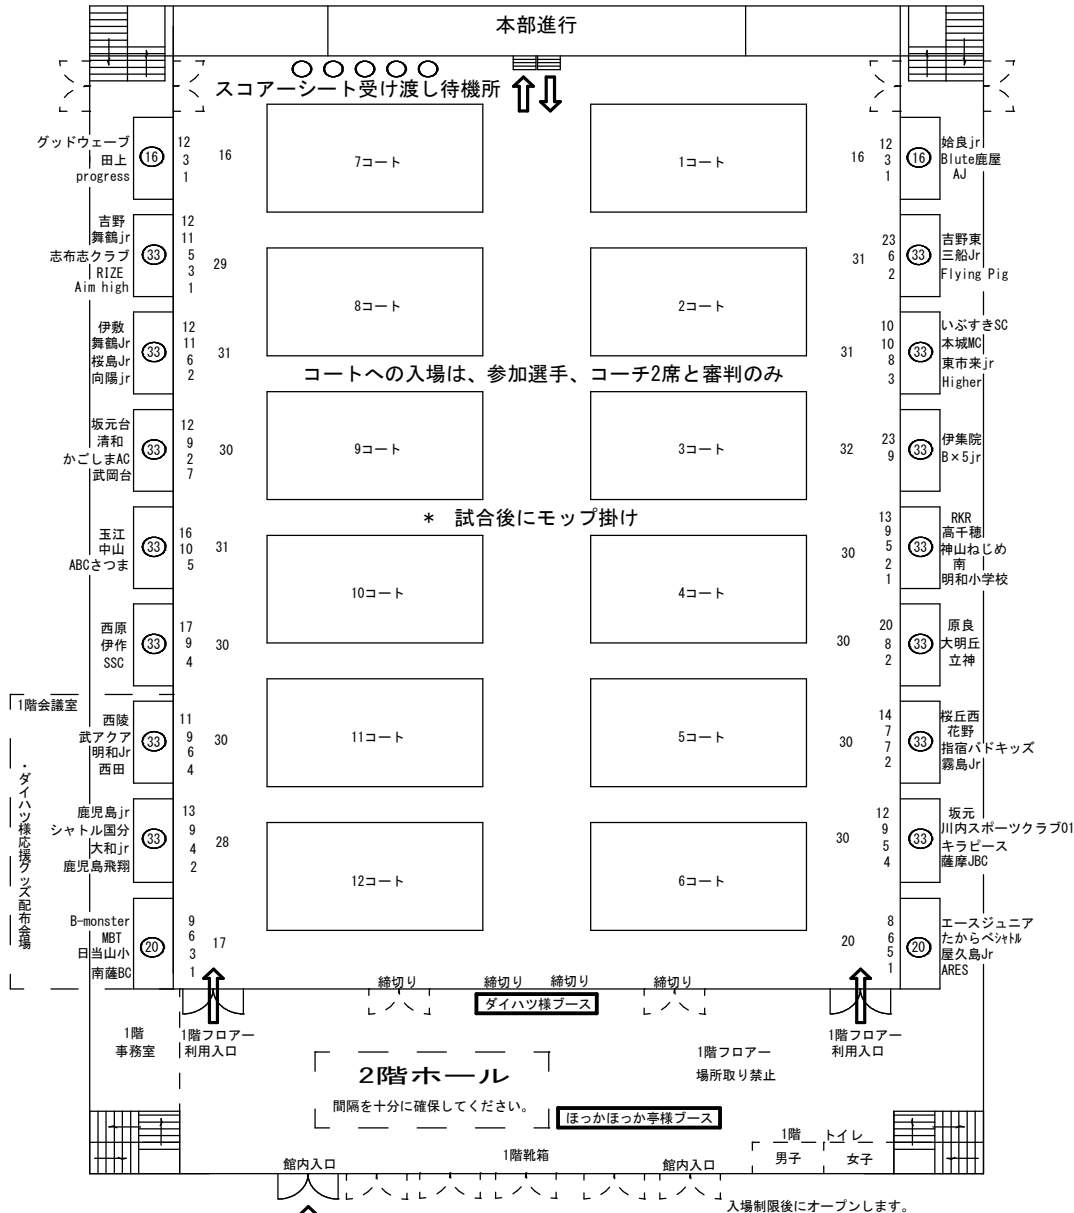 本部進行
スコアーシート受け渡し待機所
グッドウェーブ 12
田上 3
progress 1
⑯ 16
7コート
1コート
16 ⑯
12 姶良jr
3 Blute鹿屋
1 AJ
吉野 12
舞鶴jr 11
志布志クラブ 5
RIZE 3
Aim high 1
㉝ 29
8コート
2コート
31 ㉝
23 吉野東
6 三船Jr
2 Flying Pig
伊敷 12
舞鶴Jr 11
桜島Jr 6
向陽jr 2
㉝ 31
31 ㉝
10 いぶすきSC
10 本城MC
8 東市来jr
3 Higher
コートへの入場は、参加選手、コーチ2席と審判のみ
坂元台 12
清和 9
かごしまAC 2
武岡台 7
㉝ 30
9コート
3コート
32 ㉝
23 伊集院
9 B×5jr
* 試合後にモップ掛け
玉江 16
中山 10
ABCさつま 5
㉝ 31
10コート
4コート
30 ㉝
13 RKR
9 高千穂
5 神山ねじめ
2 南
1 明和小学校
西原 17
伊作 9
SSC 4
㉝ 30
30 ㉝
20 原良
8 大明丘
2 立神
1階会議室
・ダイハツ様応援グッズ配布会場
西陵 11
武アクア 9
明和Jr 6
西田 4
㉝ 30
11コート
5コート
30 ㉝
14 桜丘西
7 花野
7 指宿バドキッズ
2 霧島Jr
鹿児島jr 13
シャトル国分 9
大和jr 4
鹿児島飛翔 2
㉝ 28
12コート
6コート
30 ㉝
12 坂元
9 川内スポーツクラブ01
5 キラピース
4 薩摩JBC
B-monster 9
MBT 6
日当山小 3
南薩BC 1
⑳ 17
20 ⑳
8 エースジュニア
6 たからべｼｬﾄﾙ
5 屋久島Jr
1 ARES
締切り 締切り 締切り 締切り
ダイハツ様ブース
1階
事務室
1階フロアー
利用入口
1階フロアー
利用入口
2階ホール
間隔を十分に確保してください。
1階フロアー
場所取り禁止
ほっかほっか亭様ブース
1階 トイレ
男子 女子
館内入口
1階靴箱
館内入口
入場制限後にオープンします。